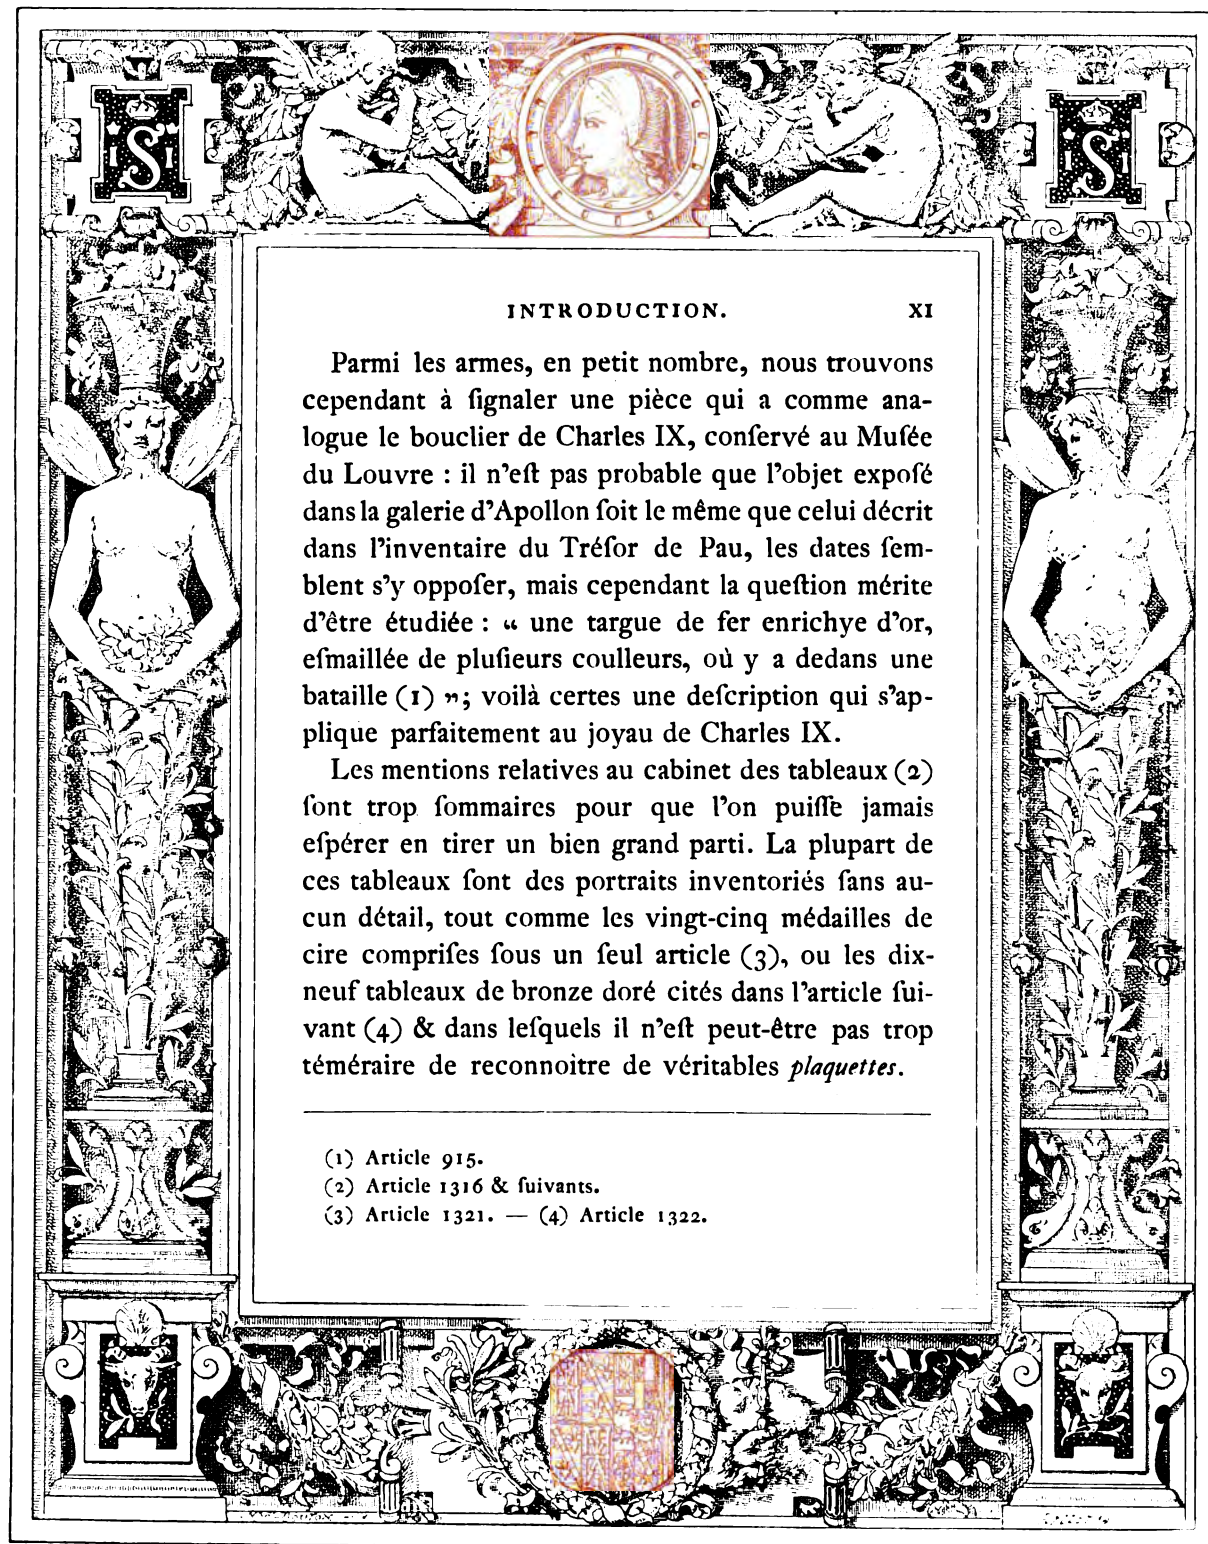 S
S
I I
I I
INTRODUCTION. XI
Parmi les armes, en petit nombre, nous trouvons
cependant à ſignaler une pièce qui a comme ana-
logue le bouclier de Charles IX, conſervé au Muſée
du Louvre : il n'eſt pas probable que l'objet expoſé
dans la galerie d'Apollon ſoit le même que celui décrit
dans l'inventaire du Tréſor de Pau, les dates ſem-
blent s'y oppoſer, mais cependant la queſtion mérite
d'être étudiée : “ une targue de fer enrichye d'or,
eſmaillée de pluſieurs coulleurs, où y a dedans une
bataille (1) ”; voilà certes une deſcription qui s'ap-
plique parfaitement au joyau de Charles IX.
Les mentions relatives au cabinet des tableaux (2)
ſont trop ſommaires pour que l'on puiſſe jamais
eſpérer en tirer un bien grand parti. La plupart de
ces tableaux ſont des portraits inventoriés ſans au-
cun détail, tout comme les vingt-cinq médailles de
cire compriſes ſous un ſeul article (3), ou les dix-
neuf tableaux de bronze doré cités dans l'article ſui-
vant (4) & dans leſquels il n'eſt peut-être pas trop
téméraire de reconnoitre de véritables plaquettes.
(1) Article 915.
(2) Article 1316 & ſuivants.
(3) Article 1321. — (4) Article 1322.